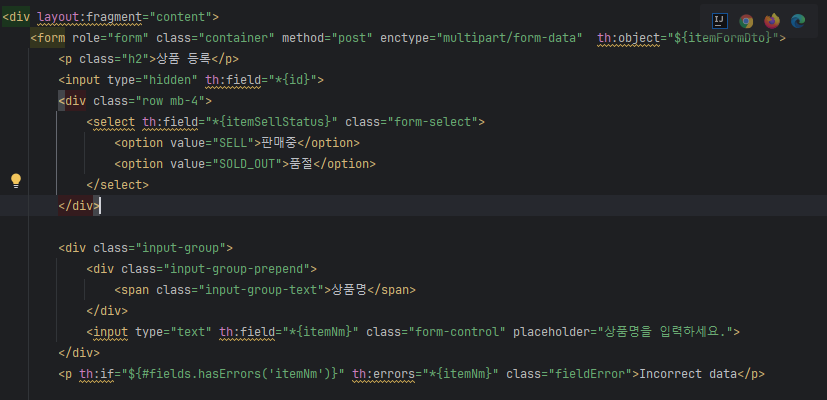 <div layout:fragment="content">
<form role="form" class="container" method="post" enctype="multipart/form-data"  th:object="${itemFormDto}">
<p class="h2">상품 등록</p>
<input type="hidden" th:field="*{id}">
<div class="row mb-4">
<select th:field="*{itemSellStatus}" class="form-select">
<option value="SELL">판매중</option>
<option value="SOLD_OUT">품절</option>
</select>
</div>
<div class="input-group">
<div class="input-group-prepend">
<span class="input-group-text">상품명</span>
</div>
<input type="text" th:field="*{itemNm}" class="form-control" placeholder="상품명을 입력하세요.">
</div>
<p th:if="${#fields.hasErrors('itemNm')}" th:errors="*{itemNm}" class="fieldError">Incorrect data</p>
IJ